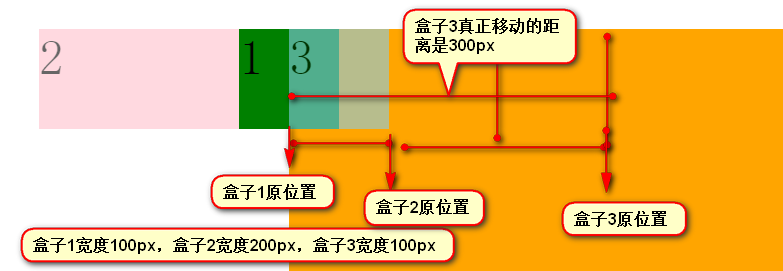 盒子3真正移动的距
离是300px
2
1
3
盒子1原位置
盒子2原位置
盒子3原位置
盒子1宽度100px，盒子2宽度200px，盒子3宽度100px